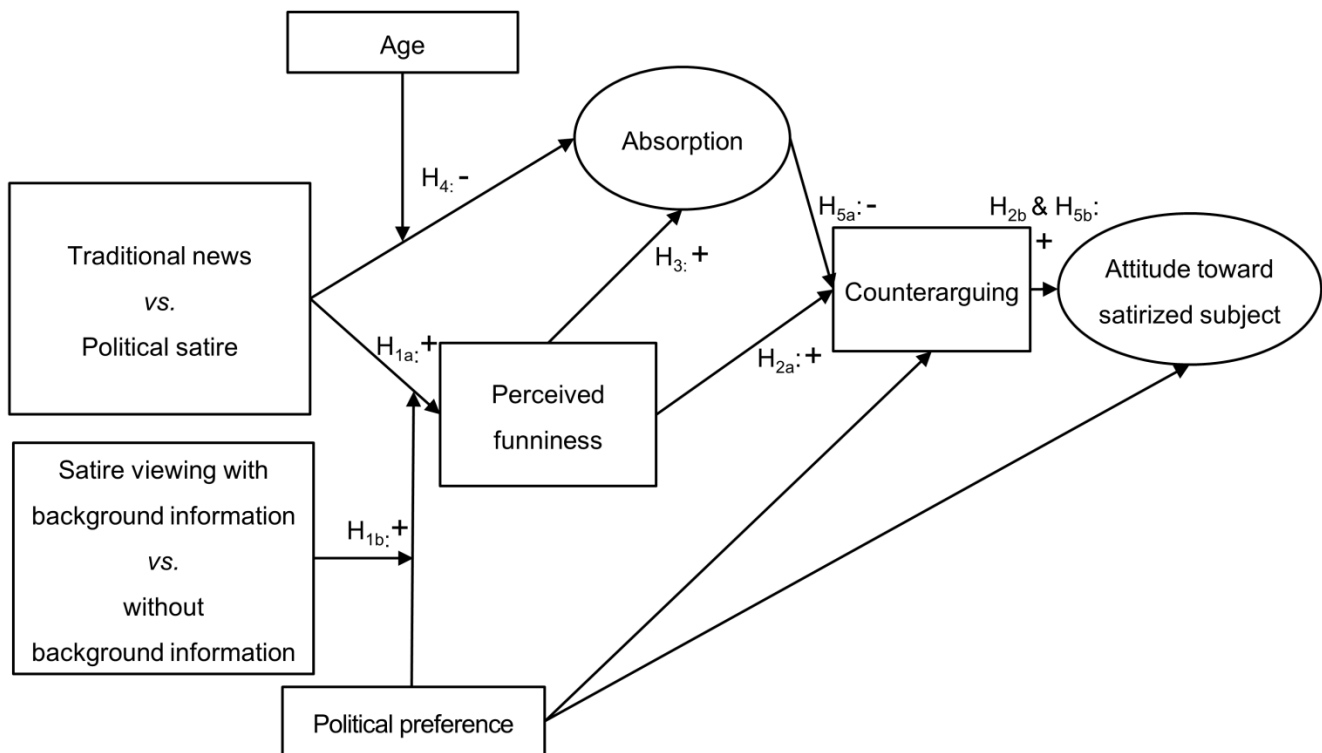 Age
Absorption
H4: -
Traditional news
vs.
Political satire
H5a: -
H2b & H5b:
+
H3: +
Counterarguing
Attitude toward
satirized subject
H1a: +
H2a: +
Perceived
funniness
Satire viewing with
background information
vs.
without
background information
H1b: +
Political preference